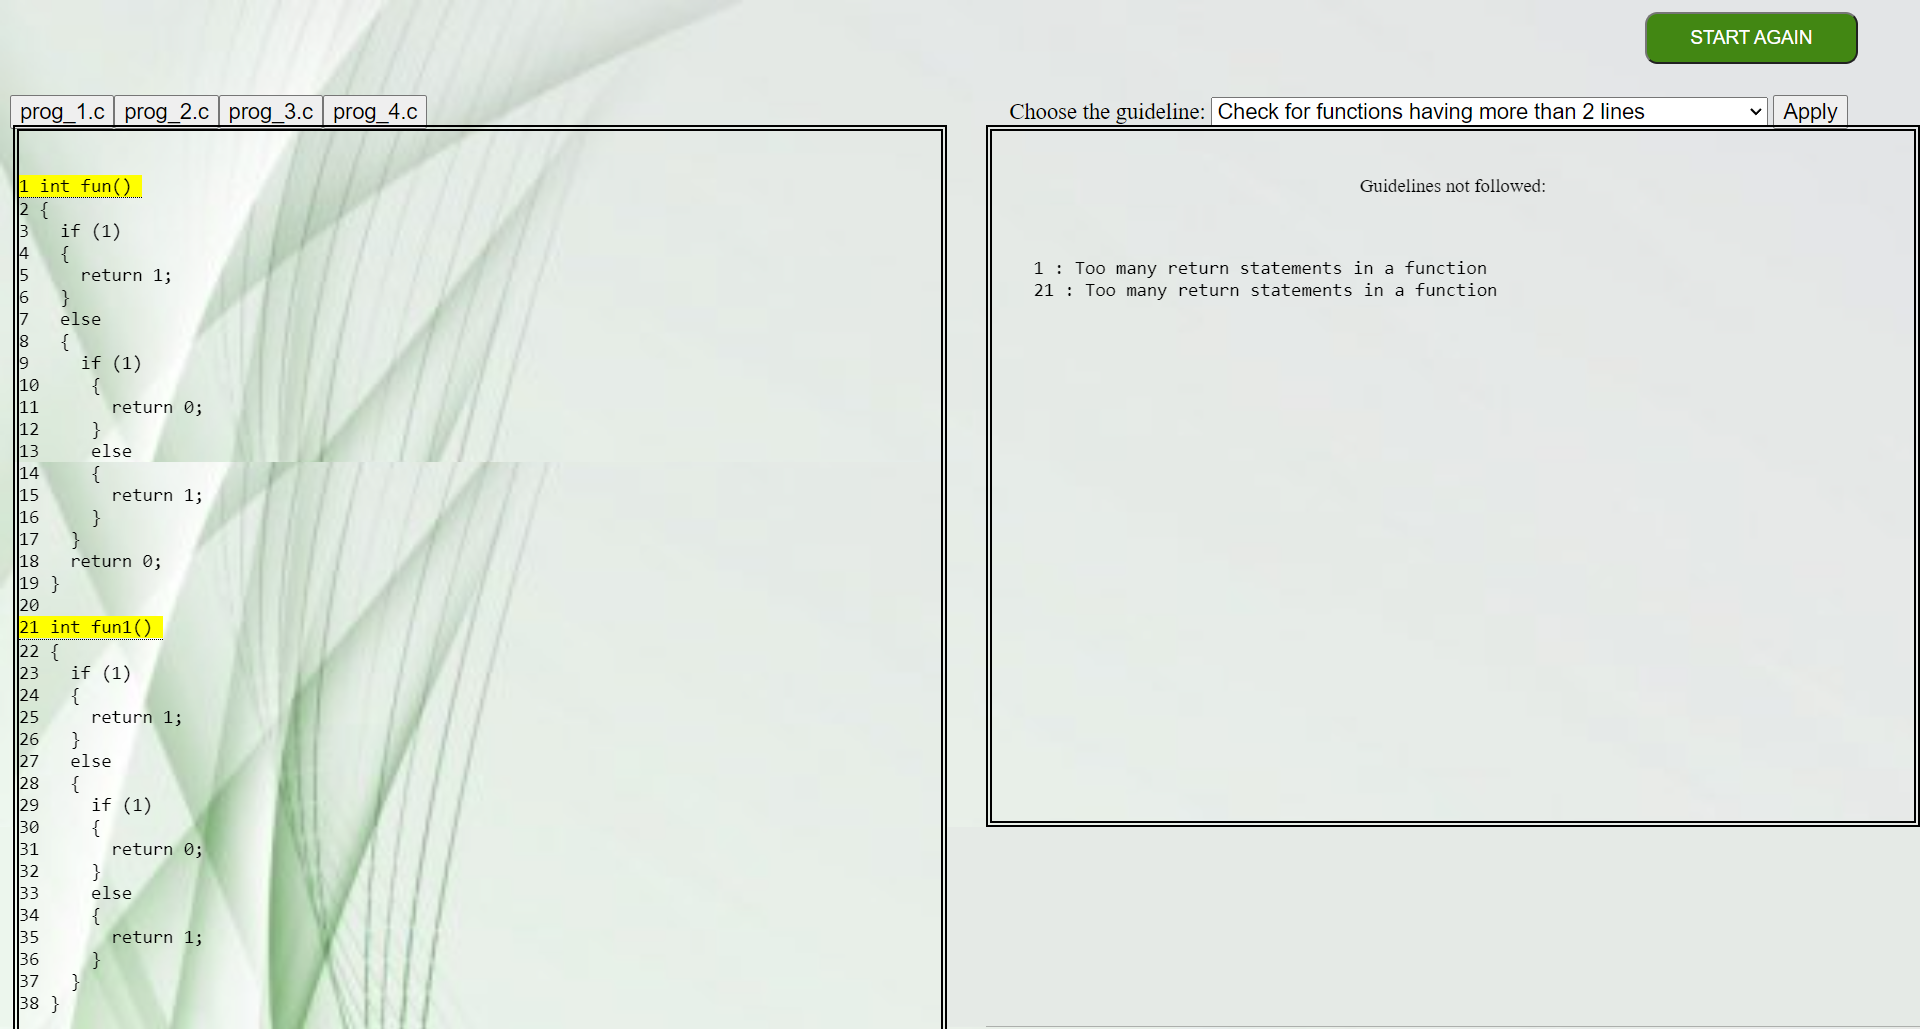 START AGAIN
prog_1.c prog_2.c prog_3.c prog_4.c
Choose the guideline: Check for functions having more than 2 lines Apply
1 int fun()
2 {
3   if (1)
4   {
5     return 1;
6   }
7   else
8   {
9     if (1)
10     {
11       return 0;
12     }
13     else
14     {
15       return 1;
16     }
17   }
18   return 0;
19 }
20
21 int fun1()
22 {
23   if (1)
24   {
25     return 1;
26   }
27   else
28   {
29     if (1)
30     {
31       return 0;
32     }
33     else
34     {
35       return 1;
36     }
37   }
38 }
Guidelines not followed:
1 : Too many return statements in a function
21 : Too many return statements in a function